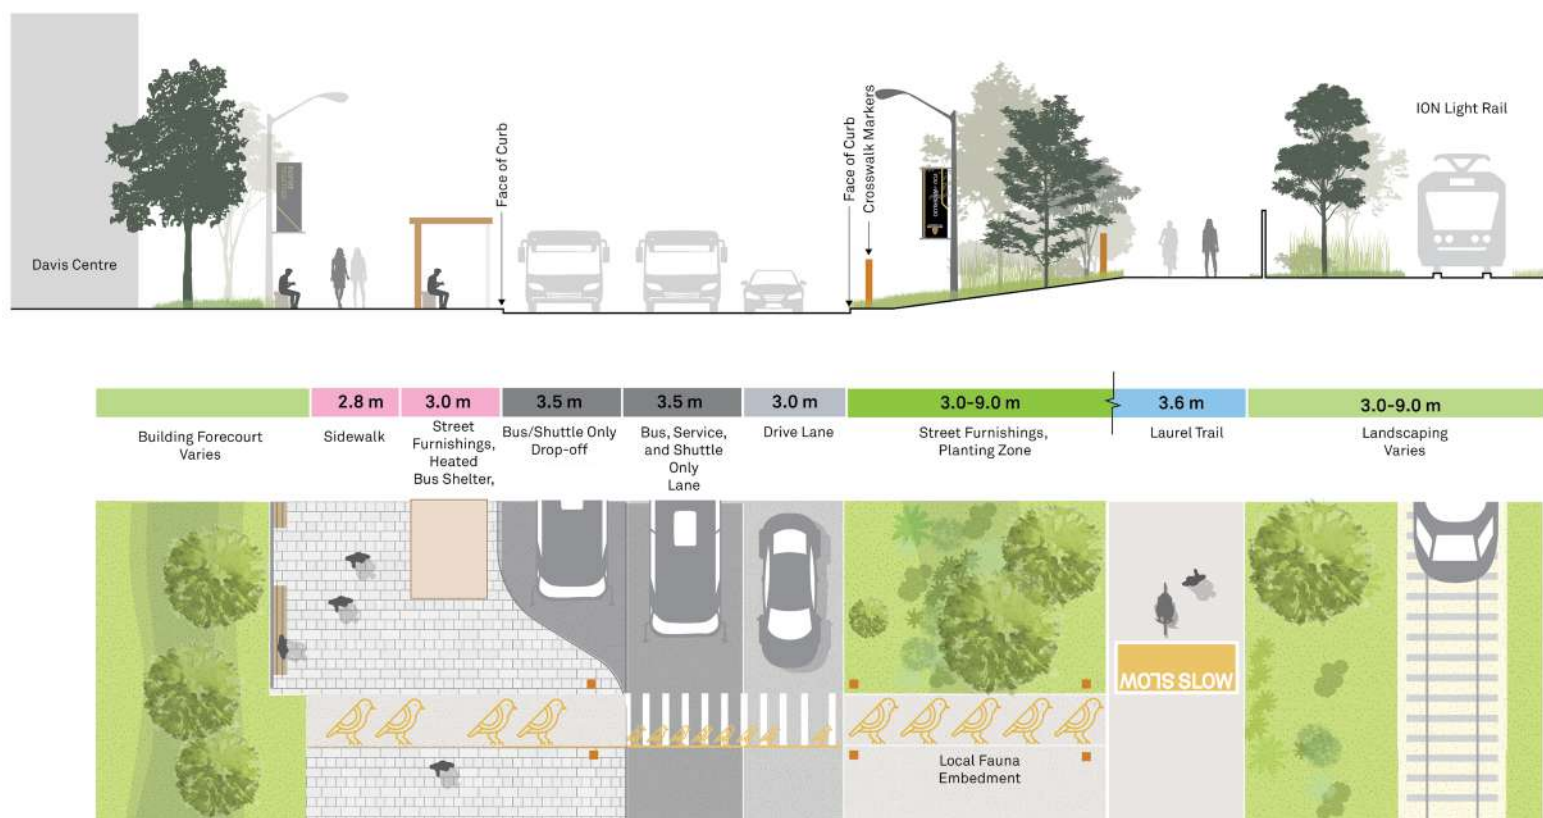 ION Light Rail
Face of Curb
Face of Curb
Crosswalk Markers
Davis Centre
2.8 m
3.0 m
3.5 m
3.5 m
3.0 m
3.0-9.0 m
3.6 m
3.0-9.0 m
Building Forecourt
Varies
Sidewalk
Street
Furnishings,
Heated
Bus Shelter,
Bus/Shuttle Only
Drop-off
Bus, Service,
and Shuttle
Only
Lane
Drive Lane
Street Furnishings,
Planting Zone
Laurel Trail
Landscaping
Varies
SLOW
Local Fauna
Embedment